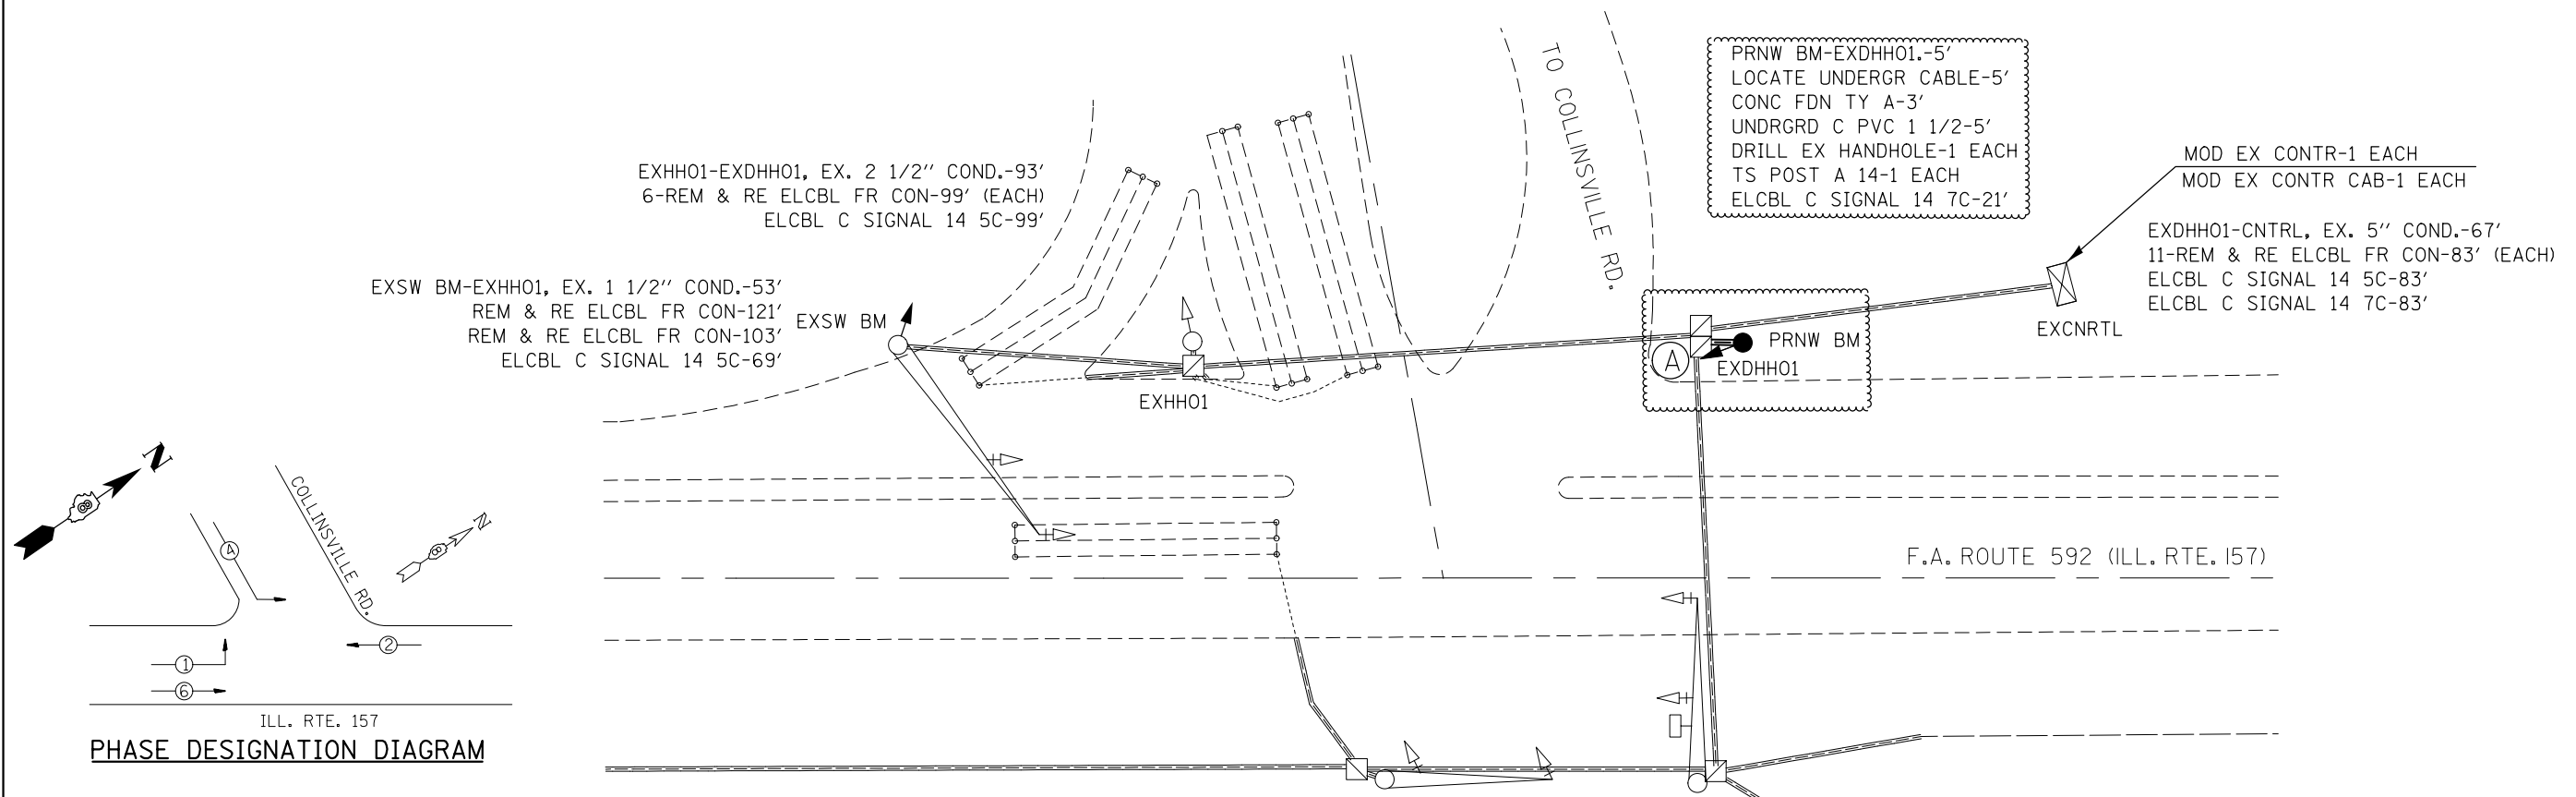 TO COLLINSVILLE RD.
PRNW BM-EXDHH01.-5'
LOCATE UNDERGR CABLE-5'
CONC FDN TY A-3'
UNDRGRD C PVC 1 1/2-5'
DRILL EX HANDHOLE-1 EACH
TS POST A 14-1 EACH
ELCBL C SIGNAL 14 7C-21'
MOD EX CONTR-1 EACH
MOD EX CONTR CAB-1 EACH
EXHH01-EXDHH01, EX. 2 1/2'' COND.-93'
6-REM & RE ELCBL FR CON-99' (EACH)
ELCBL C SIGNAL 14 5C-99'
EXDHH01-CNTRL, EX. 5'' COND.-67'
11-REM & RE ELCBL FR CON-83' (EACH)
ELCBL C SIGNAL 14 5C-83'
ELCBL C SIGNAL 14 7C-83'
EXSW BM-EXHH01, EX. 1 1/2'' COND.-53'
REM & RE ELCBL FR CON-121'
REM & RE ELCBL FR CON-103'
ELCBL C SIGNAL 14 5C-69'
EXSW BM
EXCNRTL
PRNW BM
A
EXDHH01
EXHH01
N
COLLINSVILLE RD.
N
8
4
F.A. ROUTE 592 (ILL. RTE. 157)
2
1
6
ILL. RTE. 157
PHASE DESIGNATION DIAGRAM